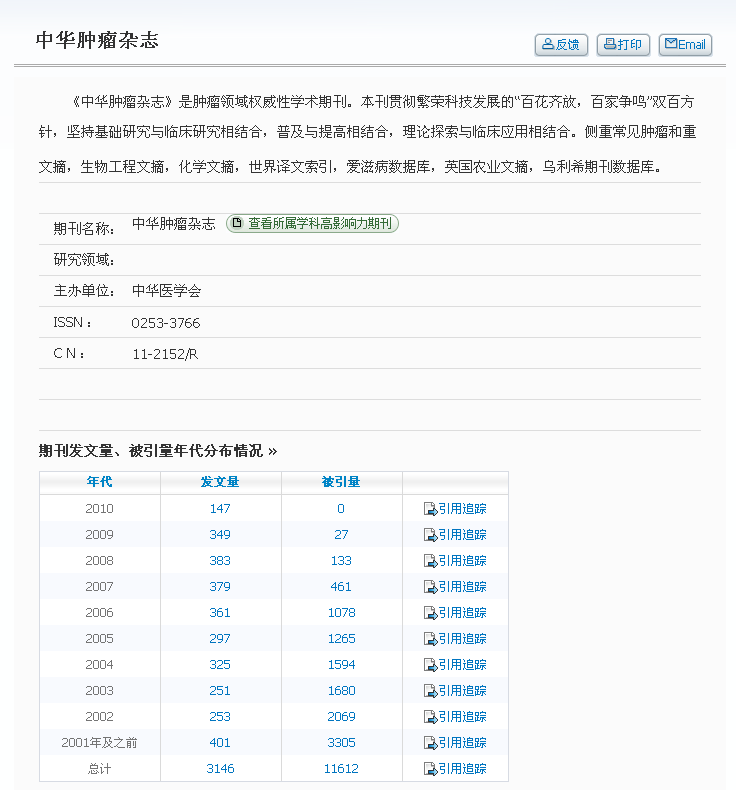 中华肿瘤杂志
反馈 打印 Email
《中华肿瘤杂志》是肿瘤领域权威性学术期刊。本刊贯彻繁荣科技发展的“百花齐放，百家争鸣”双百方
针，坚持基础研究与临床研究相结合，普及与提高相结合，理论探索与临床应用相结合。侧重常见肿瘤和重
文摘，生物工程文摘，化学文摘，世界译文索引，爱滋病数据库，英国农业文摘，乌利希期刊数据库。
期刊名称： 中华肿瘤杂志 查看所属学科高影响力期刊
研究领域：
主办单位： 中华医学会
ISSN： 0253-3766
C N： 11-2152/R
期刊发文量、被引量年代分布情况 »
年代 发文量 被引量
2010 147 0 引用追踪
2009 349 27 引用追踪
2008 383 133 引用追踪
2007 379 461 引用追踪
2006 361 1078 引用追踪
2005 297 1265 引用追踪
2004 325 1594 引用追踪
2003 251 1680 引用追踪
2002 253 2069 引用追踪
2001年及之前 401 3305 引用追踪
总计 3146 11612 引用追踪